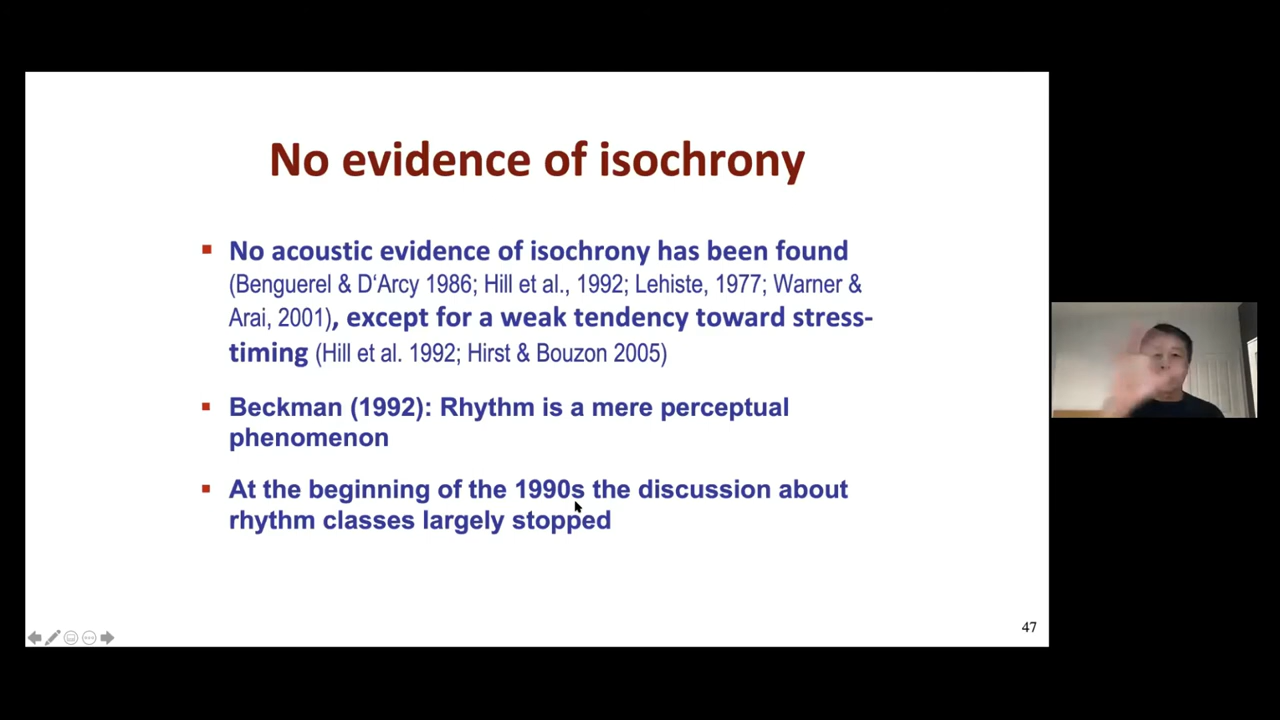 No evidence of isochrony
No acoustic evidence of isochrony has been found
(Benguerel & D‘Arcy 1986; Hill et al., 1992; Lehiste, 1977; Warner &
Arai, 2001), except for a weak tendency toward stress-
timing (Hill et al. 1992; Hirst & Bouzon 2005)
Beckman (1992): Rhythm is a mere perceptual
phenomenon
At the beginning of the 1990s the discussion about
rhythm classes largely stopped
47